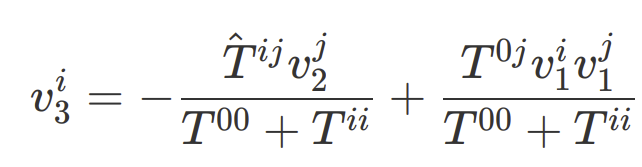 $v_3^i = -\frac{\hat{T}^{ij} v_2^j}{T^{00} + T^{ii}} + \frac{T^{0j} v_1^i v_1^j}{T^{00} + T^{ii}}$